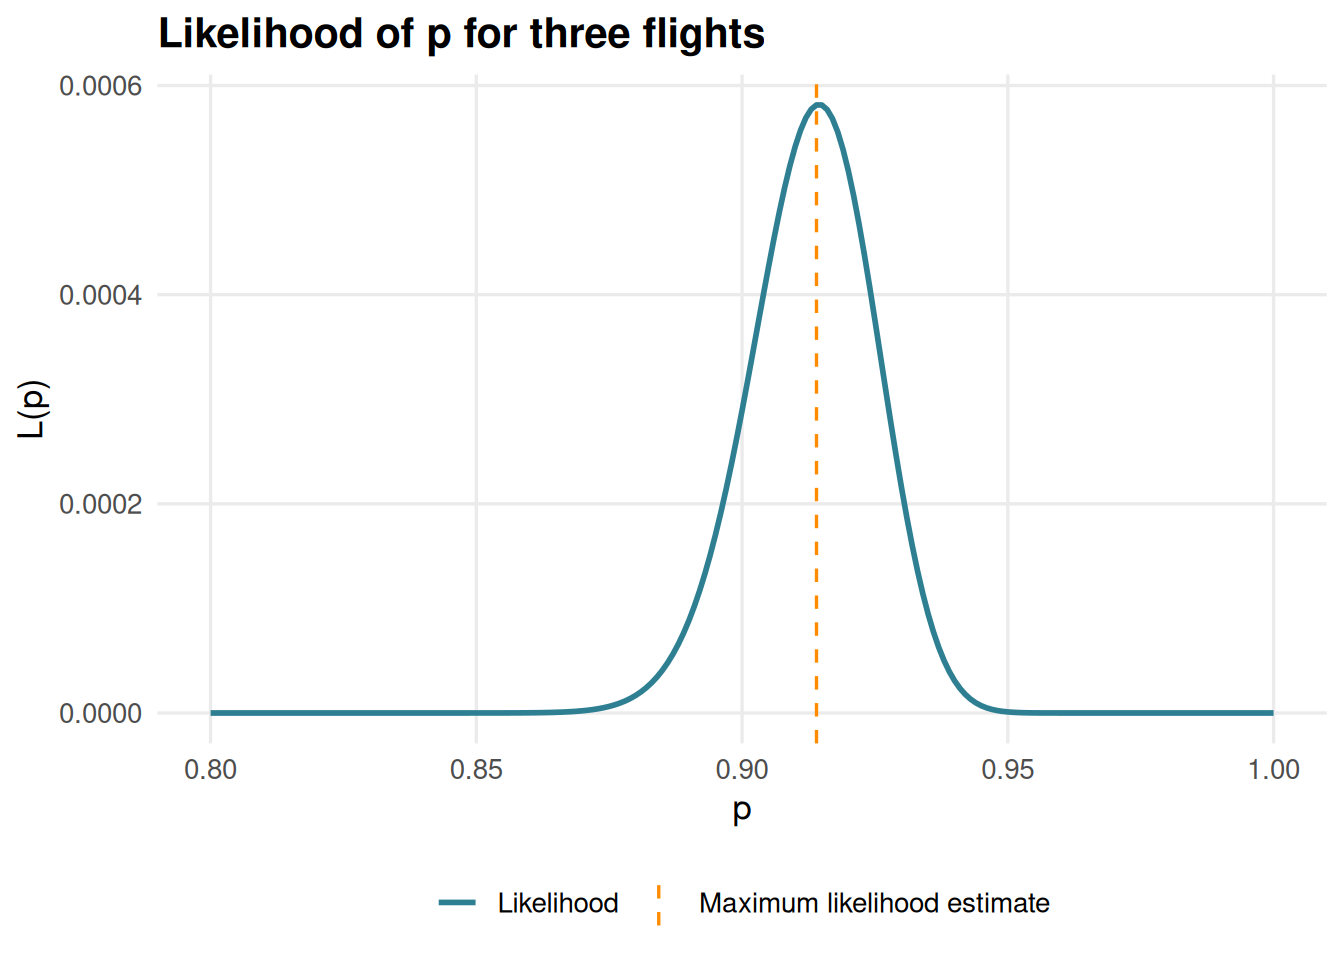 Likelihood of p for three flights
0.0006
0.0004
0.0002
0.0000
L(p)
0.80 0.85 0.90 0.95 1.00
p
Likelihood Maximum likelihood estimate